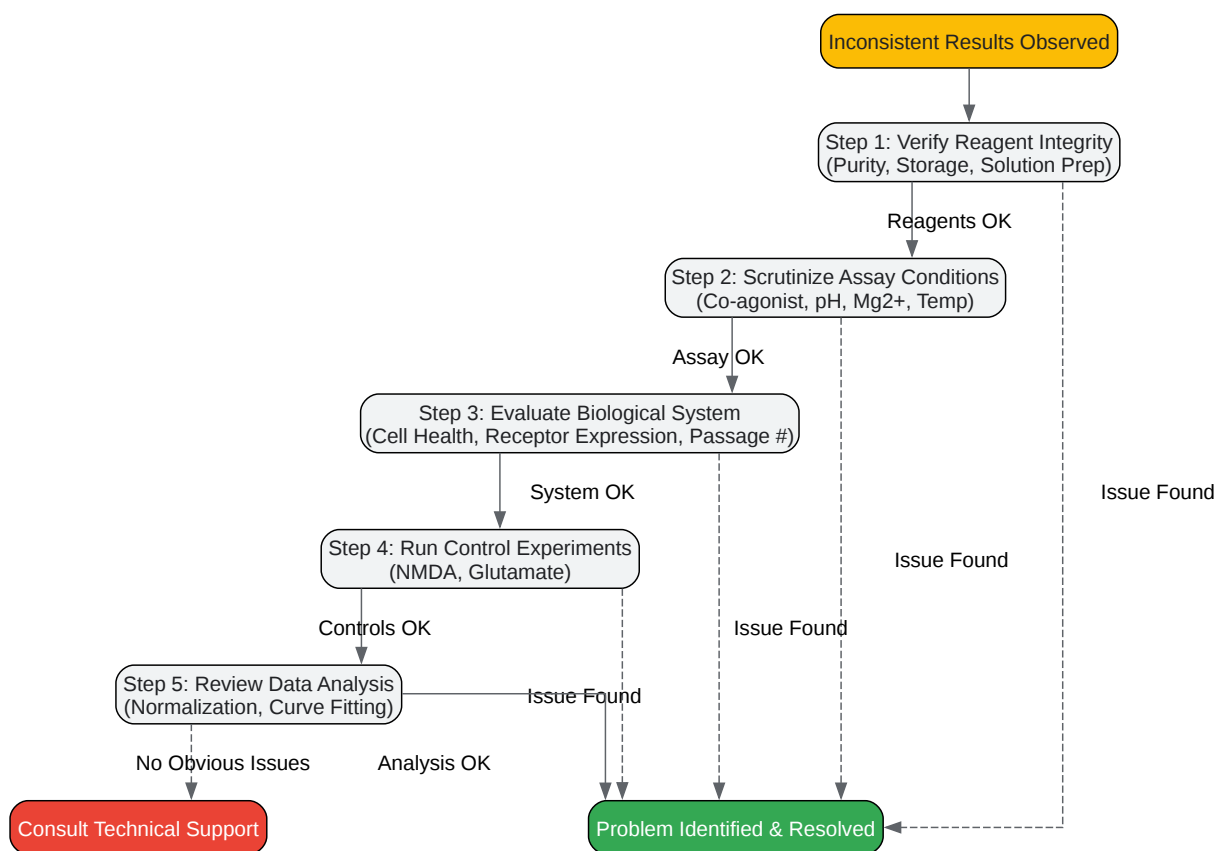 Inconsistent Results Observed
Step 1: Verify Reagent Integrity
(Purity, Storage, Solution Prep)
Reagents OK
Step 2: Scrutinize Assay Conditions
(Co-agonist, pH, Mg2+, Temp)
Assay OK
Step 3: Evaluate Biological System
(Cell Health, Receptor Expression, Passage #)
System OK
Issue Found
Step 4: Run Control Experiments
(NMDA, Glutamate)
Issue Found
Controls OK
Issue Found
Step 5: Review Data Analysis
(Normalization, Curve Fitting)
Issue Found
No Obvious Issues
Analysis OK
Consult Technical Support
Problem Identified & Resolved